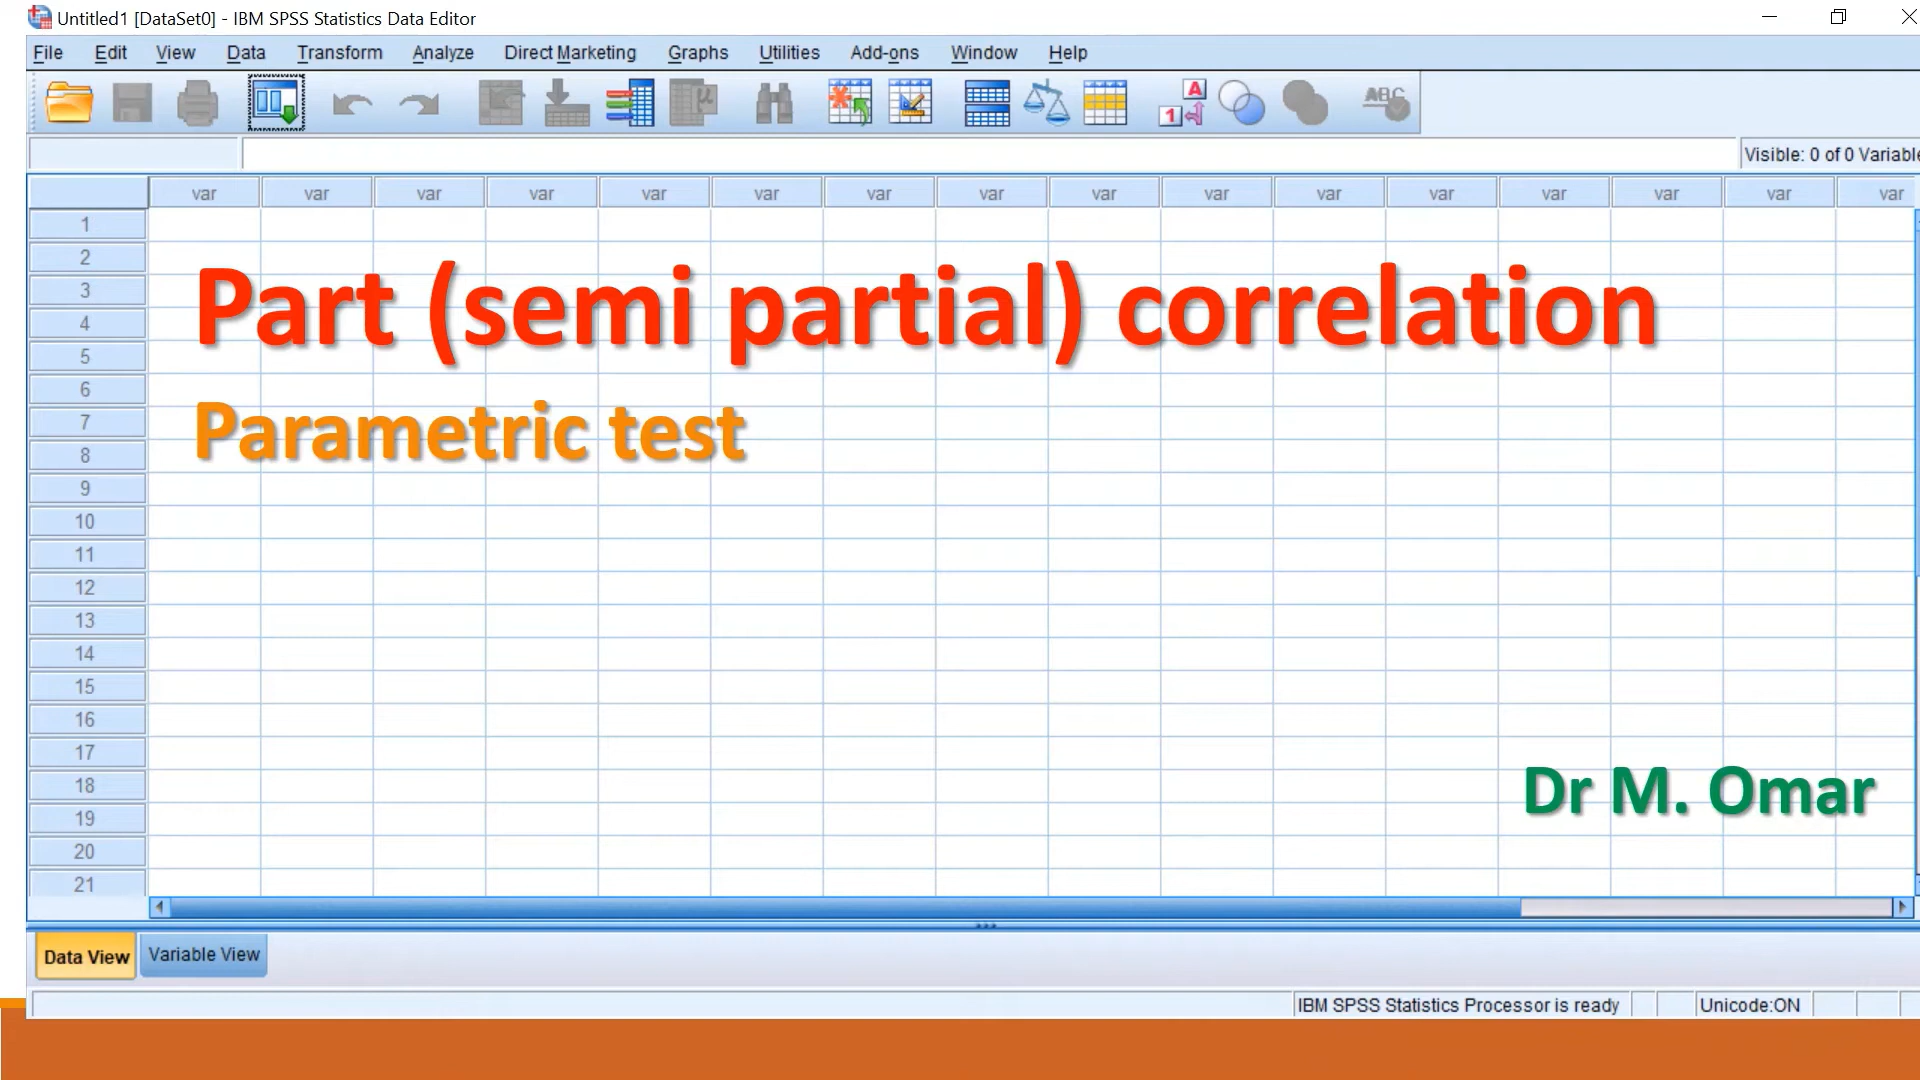 Untitled1 [DataSet0] - IBM SPSS Statistics Data Editor
File Edit View Data Transform Analyze Direct Marketing Graphs Utilities Add-ons Window Help
A
1
μ
ABC
Visible: 0 of 0 Variable
var var var var var var var var var var var var var var var var
1
2
3
4
5
6
7
8
9
10
11
12
13
14
15
16
17
18
19
20
21
Part (semi partial) correlation
Parametric test
Dr M. Omar
Data View Variable View
IBM SPSS Statistics Processor is ready Unicode:ON